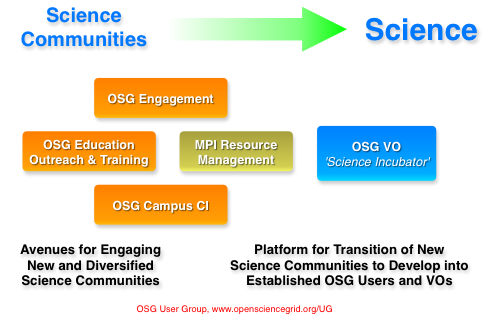 Science
Communities
Science
OSG Engagement
OSG Education
Outreach & Training
MPI Resource
Management
OSG VO
'Science Incubator'
OSG Campus CI
Avenues for Engaging
New and Diversified
Science Communities
Platform for Transition of New
Science Communities to Develop into
Established OSG Users and VOs
OSG User Group, www.opensciencegrid.org/UG